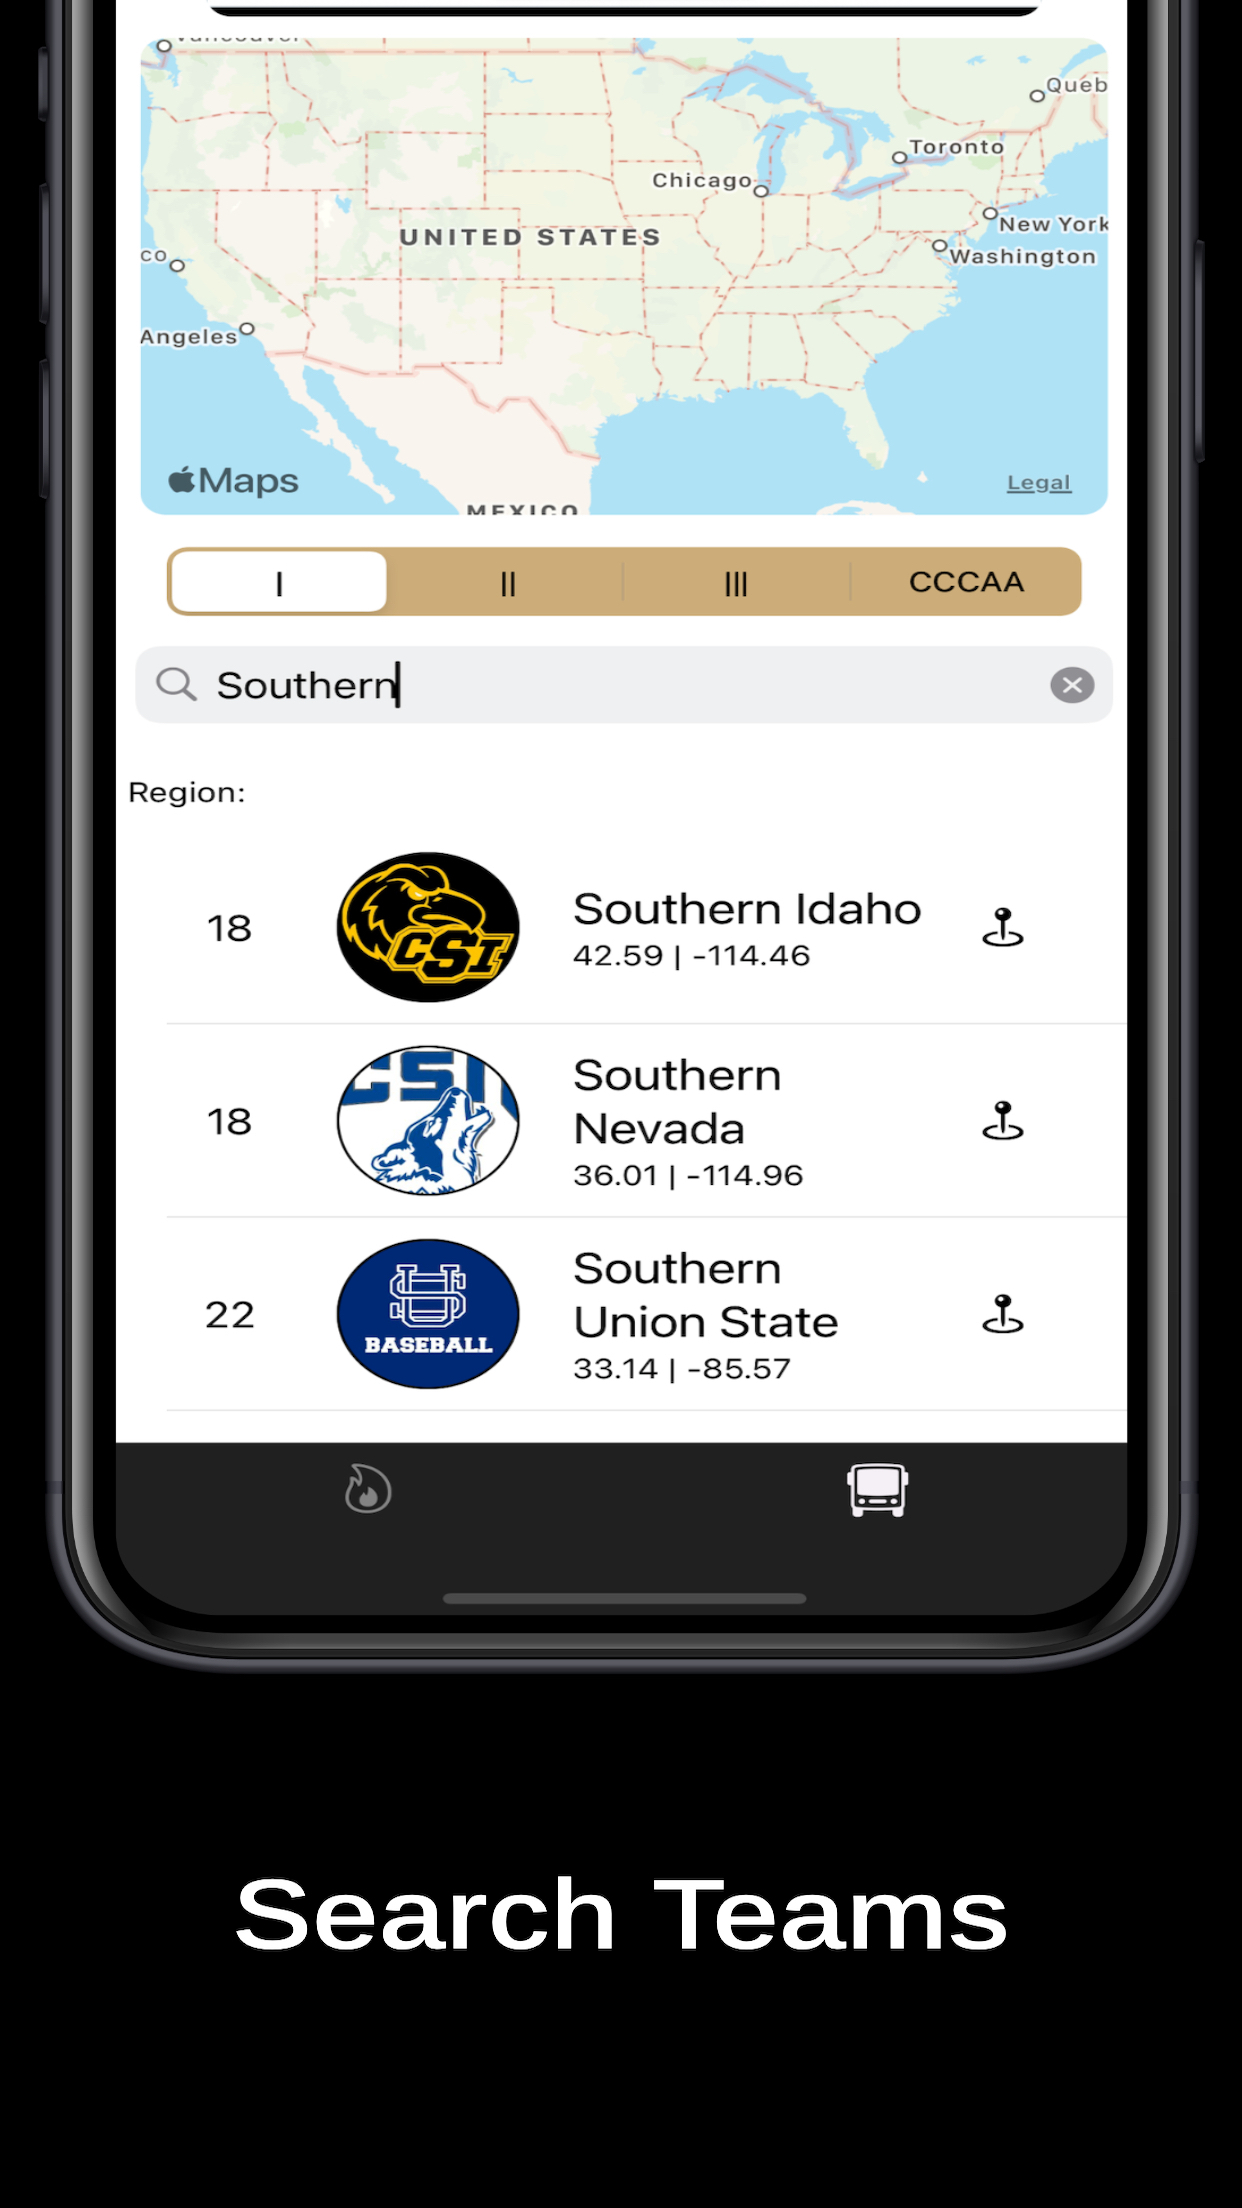 Queb
Toronto
Chicago
New York
UNITED STATES
Washington
co
Angeles
Maps
Legal
MEXICO
I
II
III
CCCAA
Southern
Region:
18
CSI
Southern Idaho
42.59 | -114.46
18
CSN
Southern
Nevada
36.01 | -114.96
22
BASEBALL
Southern
Union State
33.14 | -85.57
Search Teams